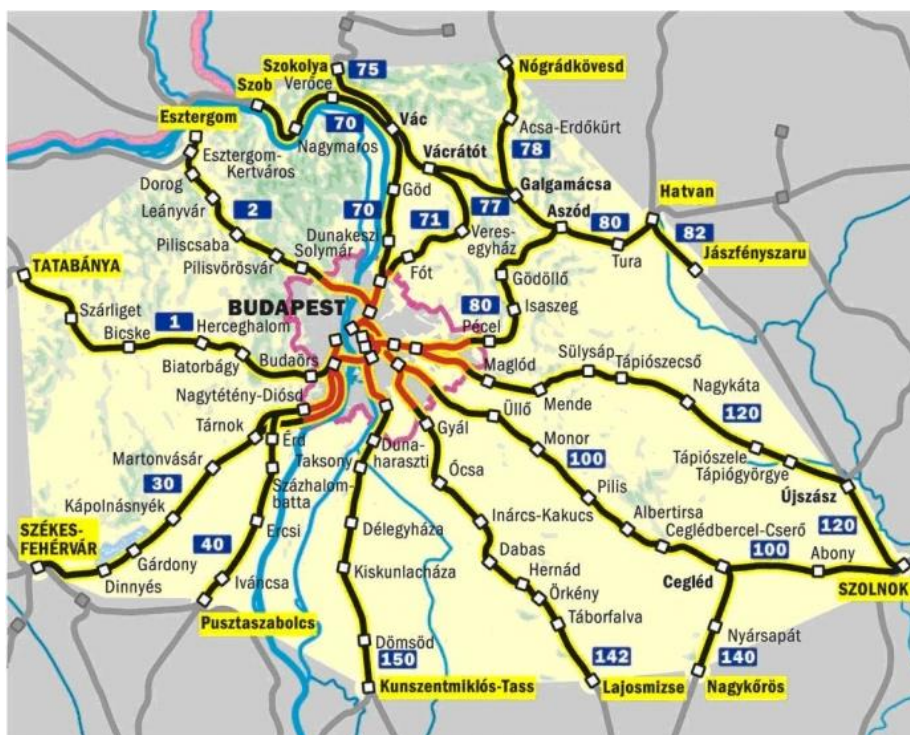 Szokolya
75
Nógrádkövesd
Szob
Verőce
Esztergom
70
Vác
Acsa-Erdőkürt
Nagymaros
78
Esztergom-
Kertváros
Vácrátót
Dorog
Göd
Galgamácsa
Hatvan
Leányvár
2
70
71
77
Aszód
80
82
Piliscsaba
Dunakeszi
Veres-
egyház
Solymár
Tura
Jászfényszaru
Pilisvörösvár
Fót
Gödöllő
TATABÁNYA
BUDAPEST
Isaszeg
Szárliget
80
1
Herceghalom
Pécel
Bicske
Biatorbágy
Budaörs
Maglód
Sülysáp
Tápiószecső
Nagytétény-Diósd
Mende
Nagykáta
Tárnok
Üllő
120
Érd
Gyál
Duna-
haraszti
Monor
Martonvásár
Taksony
100
Tápiószele
Tápiógyörgye
Százhalom-
batta
Ócsa
30
Pilis
Újszász
Kápolnásnyék
Albertirsa
Délegyháza
Inárcs-Kakucs
Ceglédbercel-Cserő
120
SZÉKES-
FEHÉRVÁR
40
Ercsi
100
Abony
Gárdony
Dabas
Dinnyés
Iváncsa
Kiskunlacháza
Hernád
Cegléd
SZOLNOK
Örkény
Pusztaszabolcs
Táborfalva
Dömsöd
Nyársapát
150
142
140
Kunszentmiklós-Tass
Lajosmizse
Nagykőrös